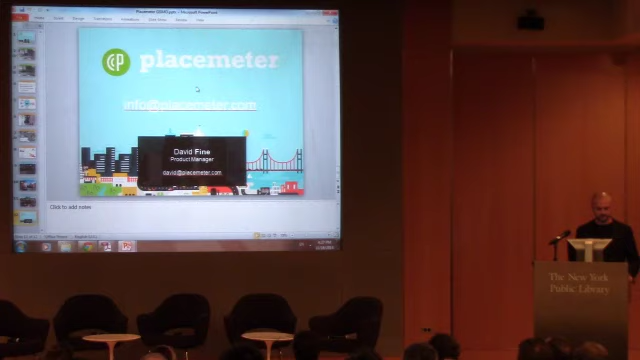 placemeter
info@placemeter.com
David Fine
Product Manager
david@placemeter.com
Click to add notes
The New York
Public Library